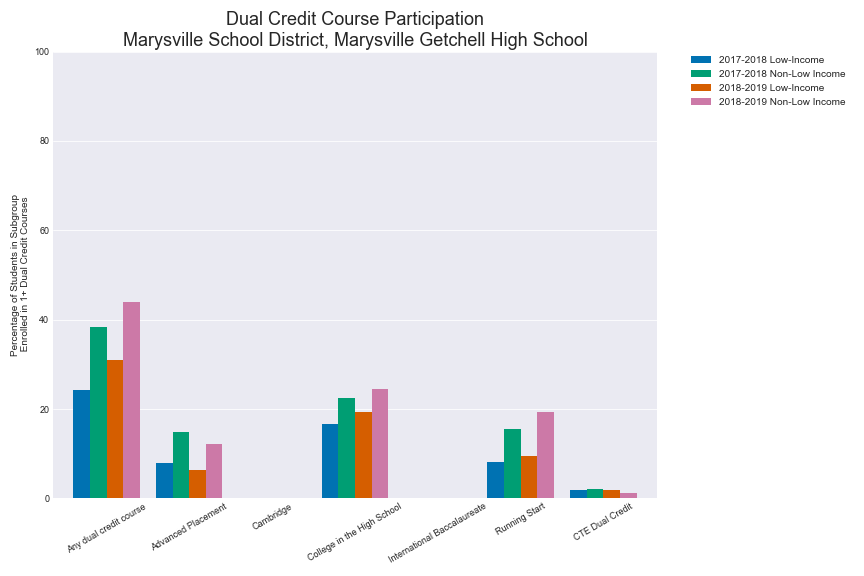 Dual Credit Course Participation
Marysville School District, Marysville Getchell High School
2017-2018 Low-Income
2017-2018 Non-Low Income
2018-2019 Low-Income
2018-2019 Non-Low Income
Percentage of Students in Subgroup
Enrolled in 1+ Dual Credit Courses
100
80
60
40
20
0
Any dual credit course
Advanced Placement
Cambridge
College in the High School
International Baccalaureate
Running Start
CTE Dual Credit